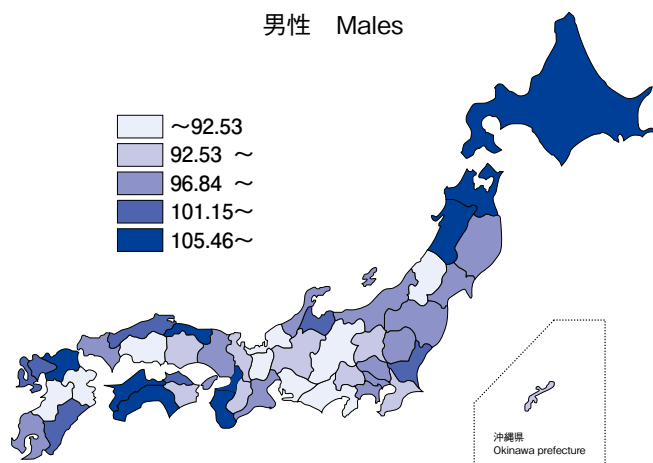 男性　Males
～92.53
92.53 ～
96.84 ～
101.15～
105.46～
沖縄県
Okinawa prefecture